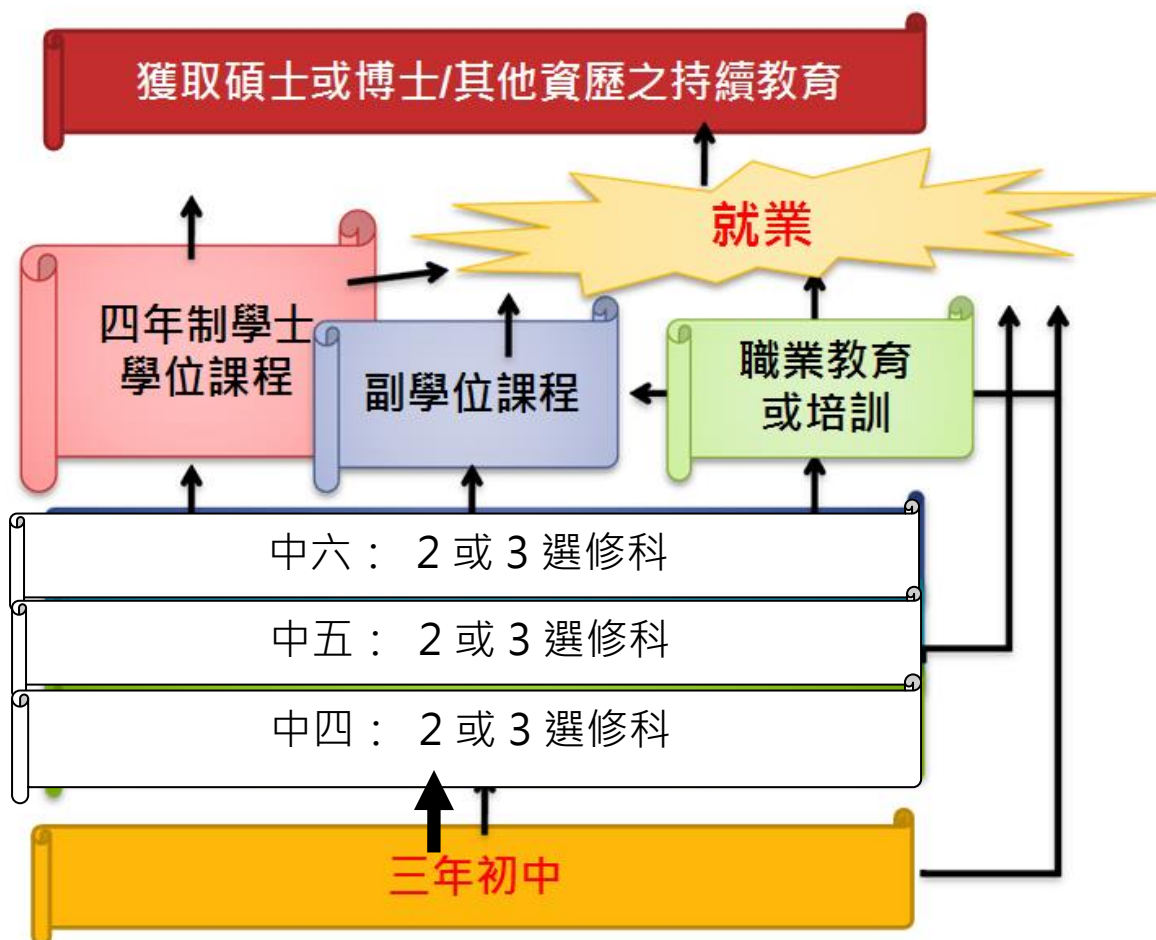 獲取碩士或博士/其他資歷之持續教育
就業
四年制學士
學位課程
副學位課程
職業教育
或培訓
中六： 2 或 3 選修科
中五： 2 或 3 選修科
中四： 2 或 3 選修科
三年初中